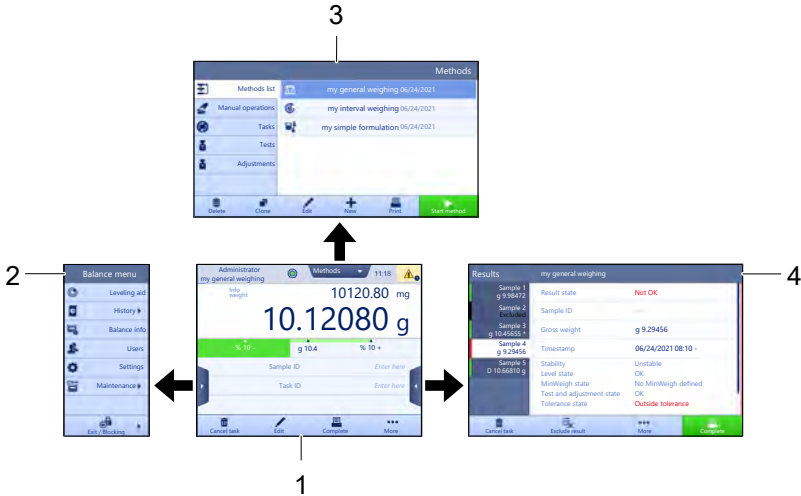 3
Methods
Methods list
my general weighing 06/24/2021
Manual operations
my interval weighing 06/24/2021
Tasks
my simple formulation 06/24/2021
Tests
Adjustments
Delete
Clone
Edit
New
Print
Start method
2
Balance menu
Leveling aid
History
Balance info
Users
Settings
Maintenance
Exit / Blocking
Administrator
my general weighing
Methods
11:18
Info
weight
10120.80 mg
10.12080 g
% 10 -
g 10.4
% 10 +
Sample ID
Enter here
Task ID
Enter here
Cancel task
Edit
Complete
More
1
4
Results
my general weighing
Sample 1
g 9.98472
Sample 2
Excluded
Sample 3
g 10.45655 *
Sample 4
g 9.29456
Sample 5
D 10.66810 g
Result state
Not OK
Sample ID
Gross weight
g 9.29456
Timestamp
06/24/2021 08:10 -
Stability
Unstable
Level state
OK
MinWeigh state
No MinWeigh defined
Test and adjustment state
OK
Tolerance state
Outside tolerance
Cancel task
Exclude result
More
Complete